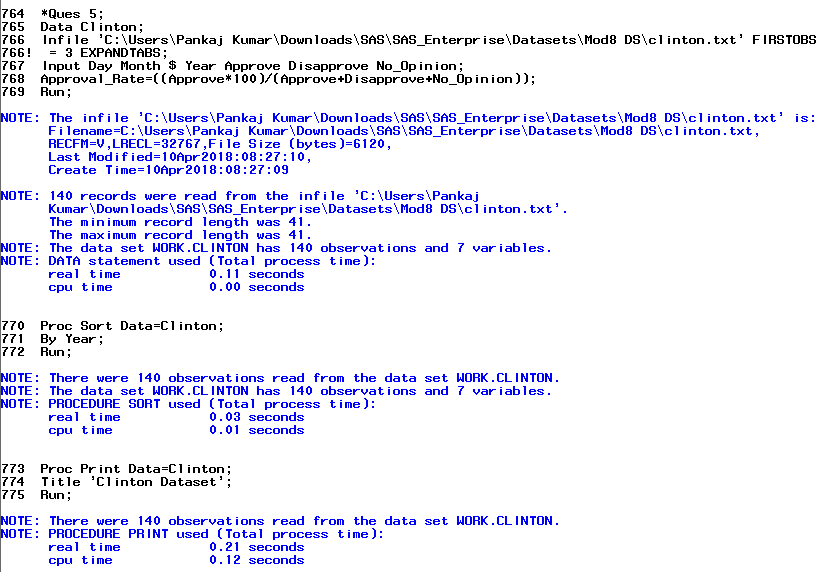 764  *Ques 5;
765  Data Clinton;
766  Infile 'C:\Users\Pankaj Kumar\Downloads\SAS\SAS_Enterprise\Datasets\Mod8 DS\clinton.txt' FIRSTOBS
766!  = 3 EXPANDTABS;
767  Input Day Month $ Year Approve Disapprove No_Opinion;
768  Approval_Rate=((Approve*100)/(Approve+Disapprove+No_Opinion));
769  Run;

NOTE: The infile 'C:\Users\Pankaj Kumar\Downloads\SAS\SAS_Enterprise\Datasets\Mod8 DS\clinton.txt' is:
      Filename=C:\Users\Pankaj Kumar\Downloads\SAS\SAS_Enterprise\Datasets\Mod8 DS\clinton.txt,
      RECFM=V,LRECL=32767,File Size (bytes)=6120,
      Last Modified=10Apr2018:08:27:10,
      Create Time=10Apr2018:08:27:09

NOTE: 140 records were read from the infile 'C:\Users\Pankaj
      Kumar\Downloads\SAS\SAS_Enterprise\Datasets\Mod8 DS\clinton.txt'.
      The minimum record length was 41.
      The maximum record length was 41.
NOTE: The data set WORK.CLINTON has 140 observations and 7 variables.
NOTE: DATA statement used (Total process time):
      real time           0.11 seconds
      cpu time            0.00 seconds

770  Proc Sort Data=Clinton;
771  By Year;
772  Run;

NOTE: There were 140 observations read from the data set WORK.CLINTON.
NOTE: The data set WORK.CLINTON has 140 observations and 7 variables.
NOTE: PROCEDURE SORT used (Total process time):
      real time           0.03 seconds
      cpu time            0.01 seconds

773  Proc Print Data=Clinton;
774  Title 'Clinton Dataset';
775  Run;

NOTE: There were 140 observations read from the data set WORK.CLINTON.
NOTE: PROCEDURE PRINT used (Total process time):
      real time           0.21 seconds
      cpu time            0.12 seconds